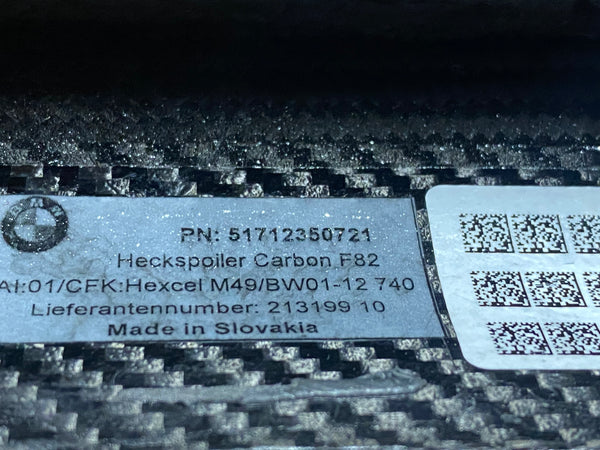 PN: 51712350721
Heckspoiler Carbon F82
AI:01/CFK:Hexcel M49/BW01-12 740
Lieferantennumber: 213199 10
Made in Slovakia